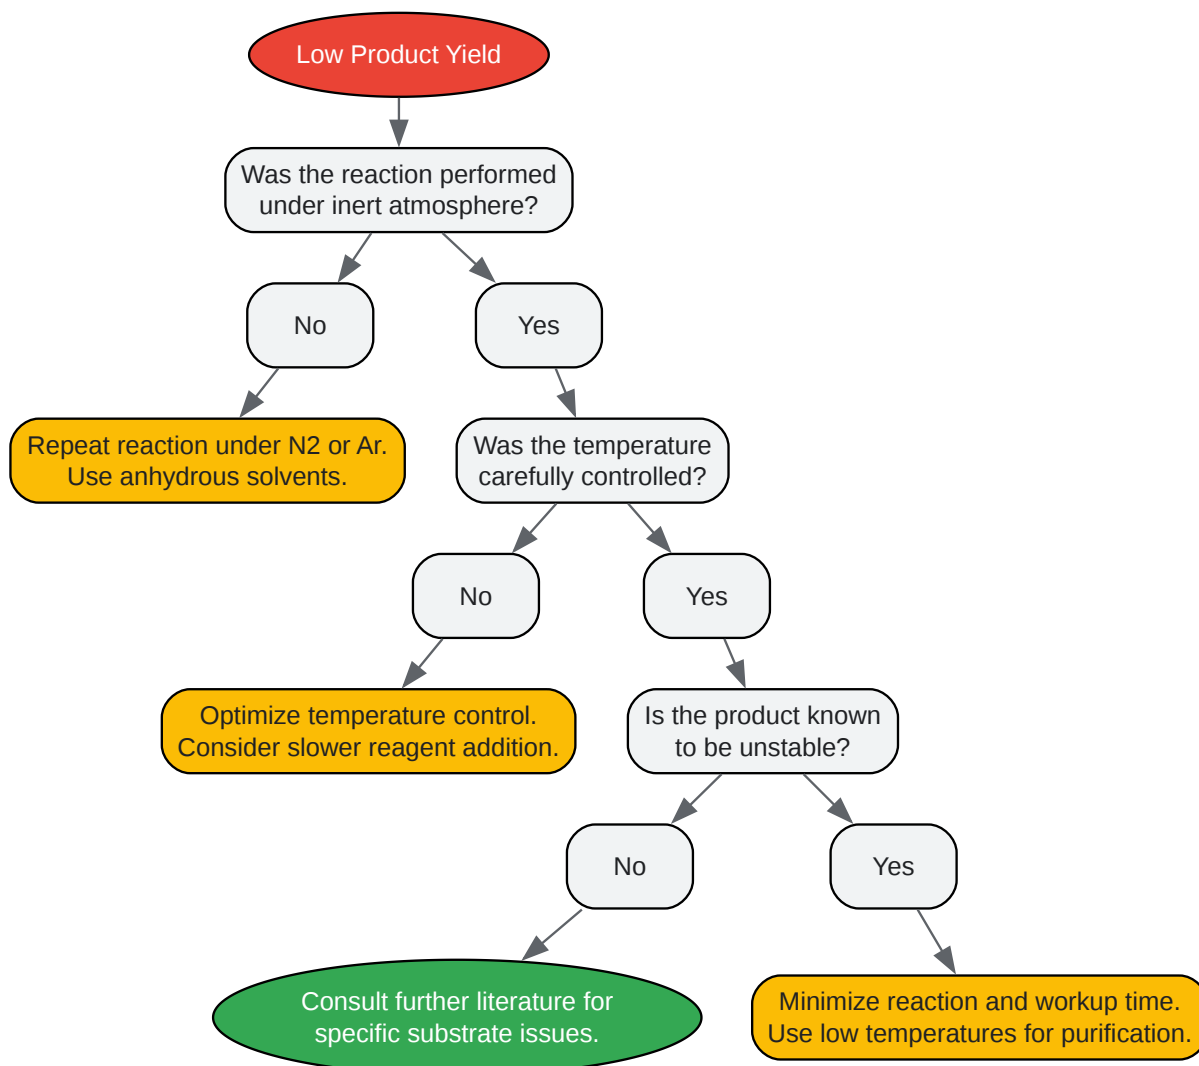 Low Product Yield
Was the reaction performed
under inert atmosphere?
No
Yes
Repeat reaction under N2 or Ar.
Use anhydrous solvents.
Was the temperature
carefully controlled?
No
Yes
Optimize temperature control.
Consider slower reagent addition.
Is the product known
to be unstable?
No
Yes
Consult further literature for
specific substrate issues.
Minimize reaction and workup time.
Use low temperatures for purification.